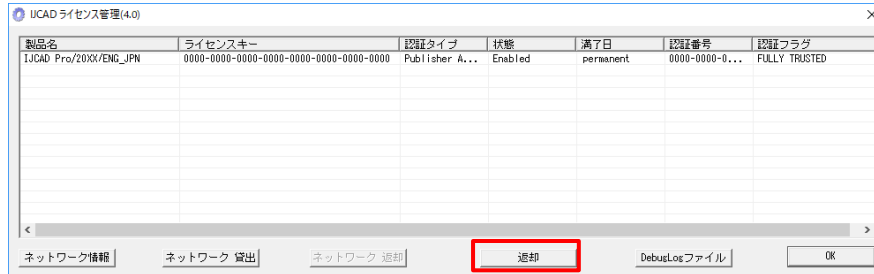 IJCAD ライセンス管理(4.0)
製品名 ライセンスキー 認証タイプ 状態 満了日 認証番号 認証フラグ
IJCAD Pro/20XX/ENG_JPN 0000-0000-0000-0000-0000-0000-0000 Publisher A... Enabled permanent 0000-0000-0... FULLY TRUSTED
ネットワーク情報 ネットワーク 貸出 ネットワーク 返却 返却 DebugLogファイル OK